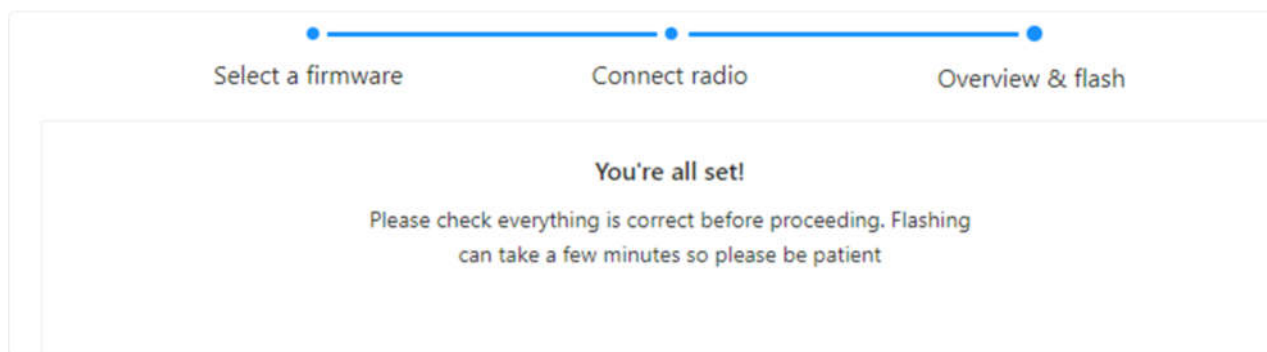 Select a firmware
Connect radio
Overview & flash
You're all set!
Please check everything is correct before proceeding. Flashing
can take a few minutes so please be patient